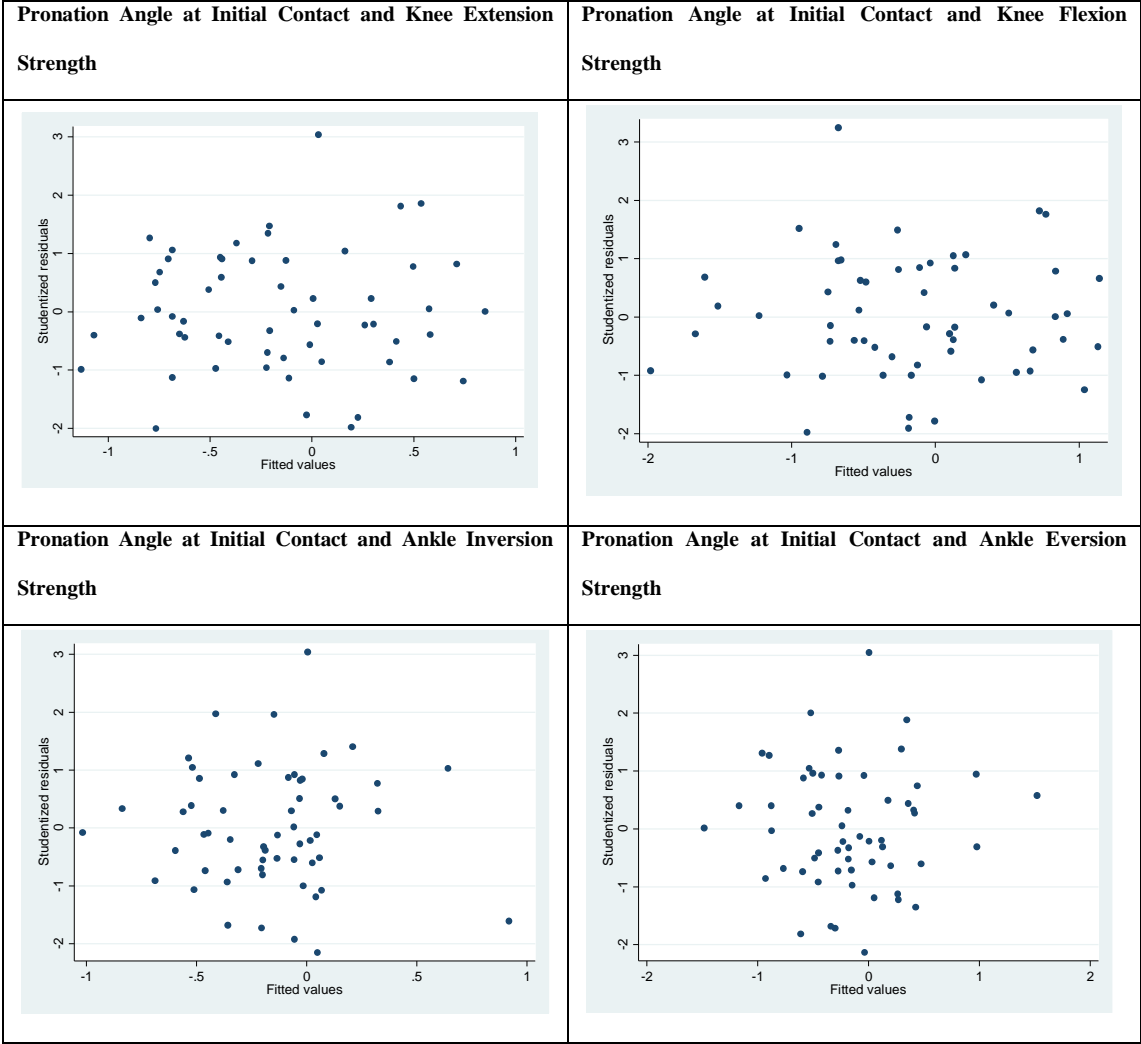 Pronation Angle at Initial Contact and Knee Extension
Strength
Pronation Angle at Initial Contact and Knee Flexion
Strength
3
2
1
0
-1
-2
Studentized residuals
-1
-.5
0
.5
1
Fitted values
3
2
1
0
-1
-2
Studentized residuals
-2
-1
0
1
Fitted values
Pronation Angle at Initial Contact and Ankle Inversion
Strength
Pronation Angle at Initial Contact and Ankle Eversion
Strength
3
2
1
0
-1
-2
Studentized residuals
-1
-.5
0
.5
1
Fitted values
3
2
1
0
-1
-2
Studentized residuals
-2
-1
0
1
2
Fitted values